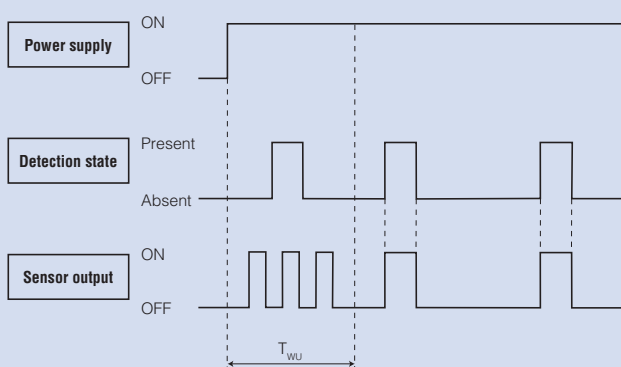 ON
Power supply
OFF
Present
Detection state
Absent
ON
Sensor output
OFF
TWU